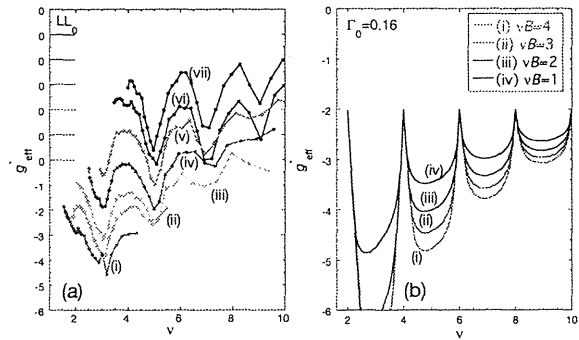 (a)
LL₀
0
0
0
0
0
0
-1
-2
-3
-4
-5
-6
g*eff
(vii)
(vi)
(v)
(iv)
(iii)
(ii)
(i)
2
4
6
8
10
ν
(b)
Γ₀=0.16
(i) νB=4
(ii) νB=3
(iii) νB=2
(iv) νB=1
0
-1
-2
-3
-4
-5
-6
g*eff
(iv)
(iii)
(ii)
(i)
2
4
6
8
10
ν